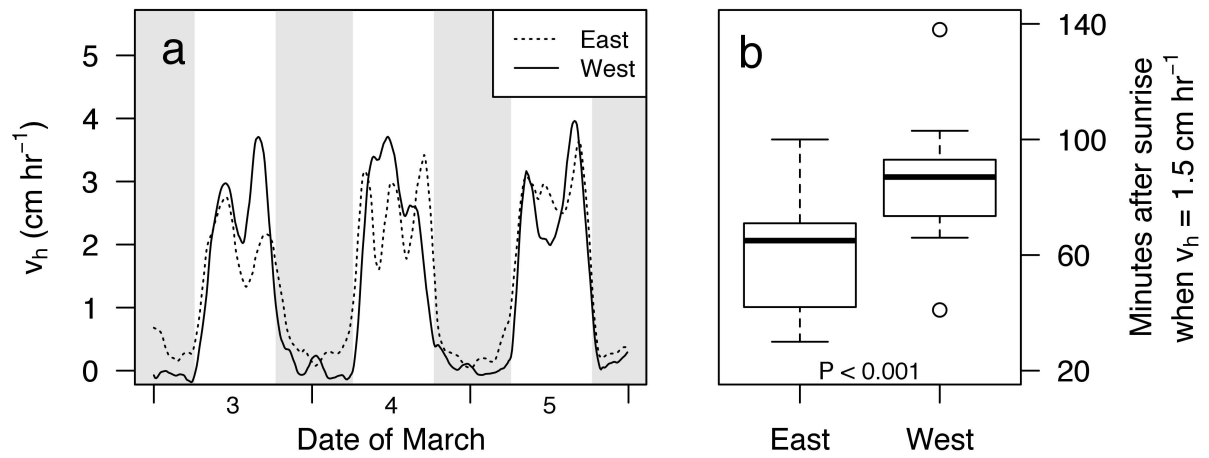 a
East
West
5
4
3
2
1
0
vh (cm hr−1)
3 4 5
Date of March
b
P < 0.001
East West
140
100
60
20
Minutes after sunrise
when vh = 1.5 cm hr−1